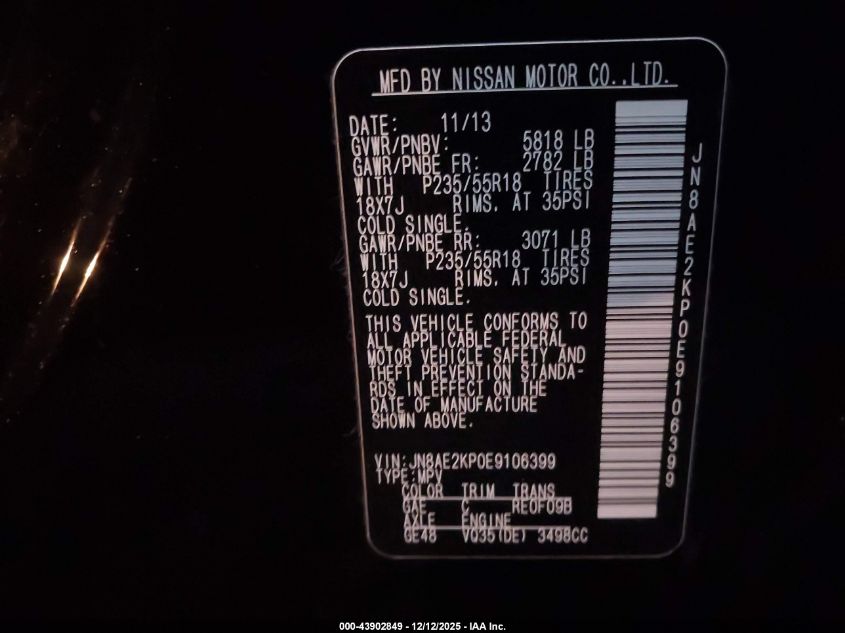 MFD BY NISSAN MOTOR CO.,LTD.
DATE: 11/13
GVWR/PNBV: 5818 LB
GAWR/PNBE FR: 2782 LB
WITH P235/55R18 TIRES
18X7J RIMS, AT 35PSI
COLD SINGLE.
GAWR/PNBE RR: 3071 LB
WITH P235/55R18 TIRES
18X7J RIMS, AT 35PSI
COLD SINGLE.
THIS VEHICLE CONFORMS TO
ALL APPLICABLE FEDERAL
MOTOR VEHICLE SAFETY AND
THEFT PREVENTION STANDA-
RDS IN EFFECT ON THE
DATE OF MANUFACTURE
SHOWN ABOVE.
VIN:JN8AE2KP0E9106399
TYPE:MPV
COLOR TRIM TRANS
GAE C RE0F09B
AXLE ENGINE
GE48 VQ35(DE) 3498CC
JN8AE2KP0E9106399
000-43902849 - 12/12/2025 - IAA Inc.